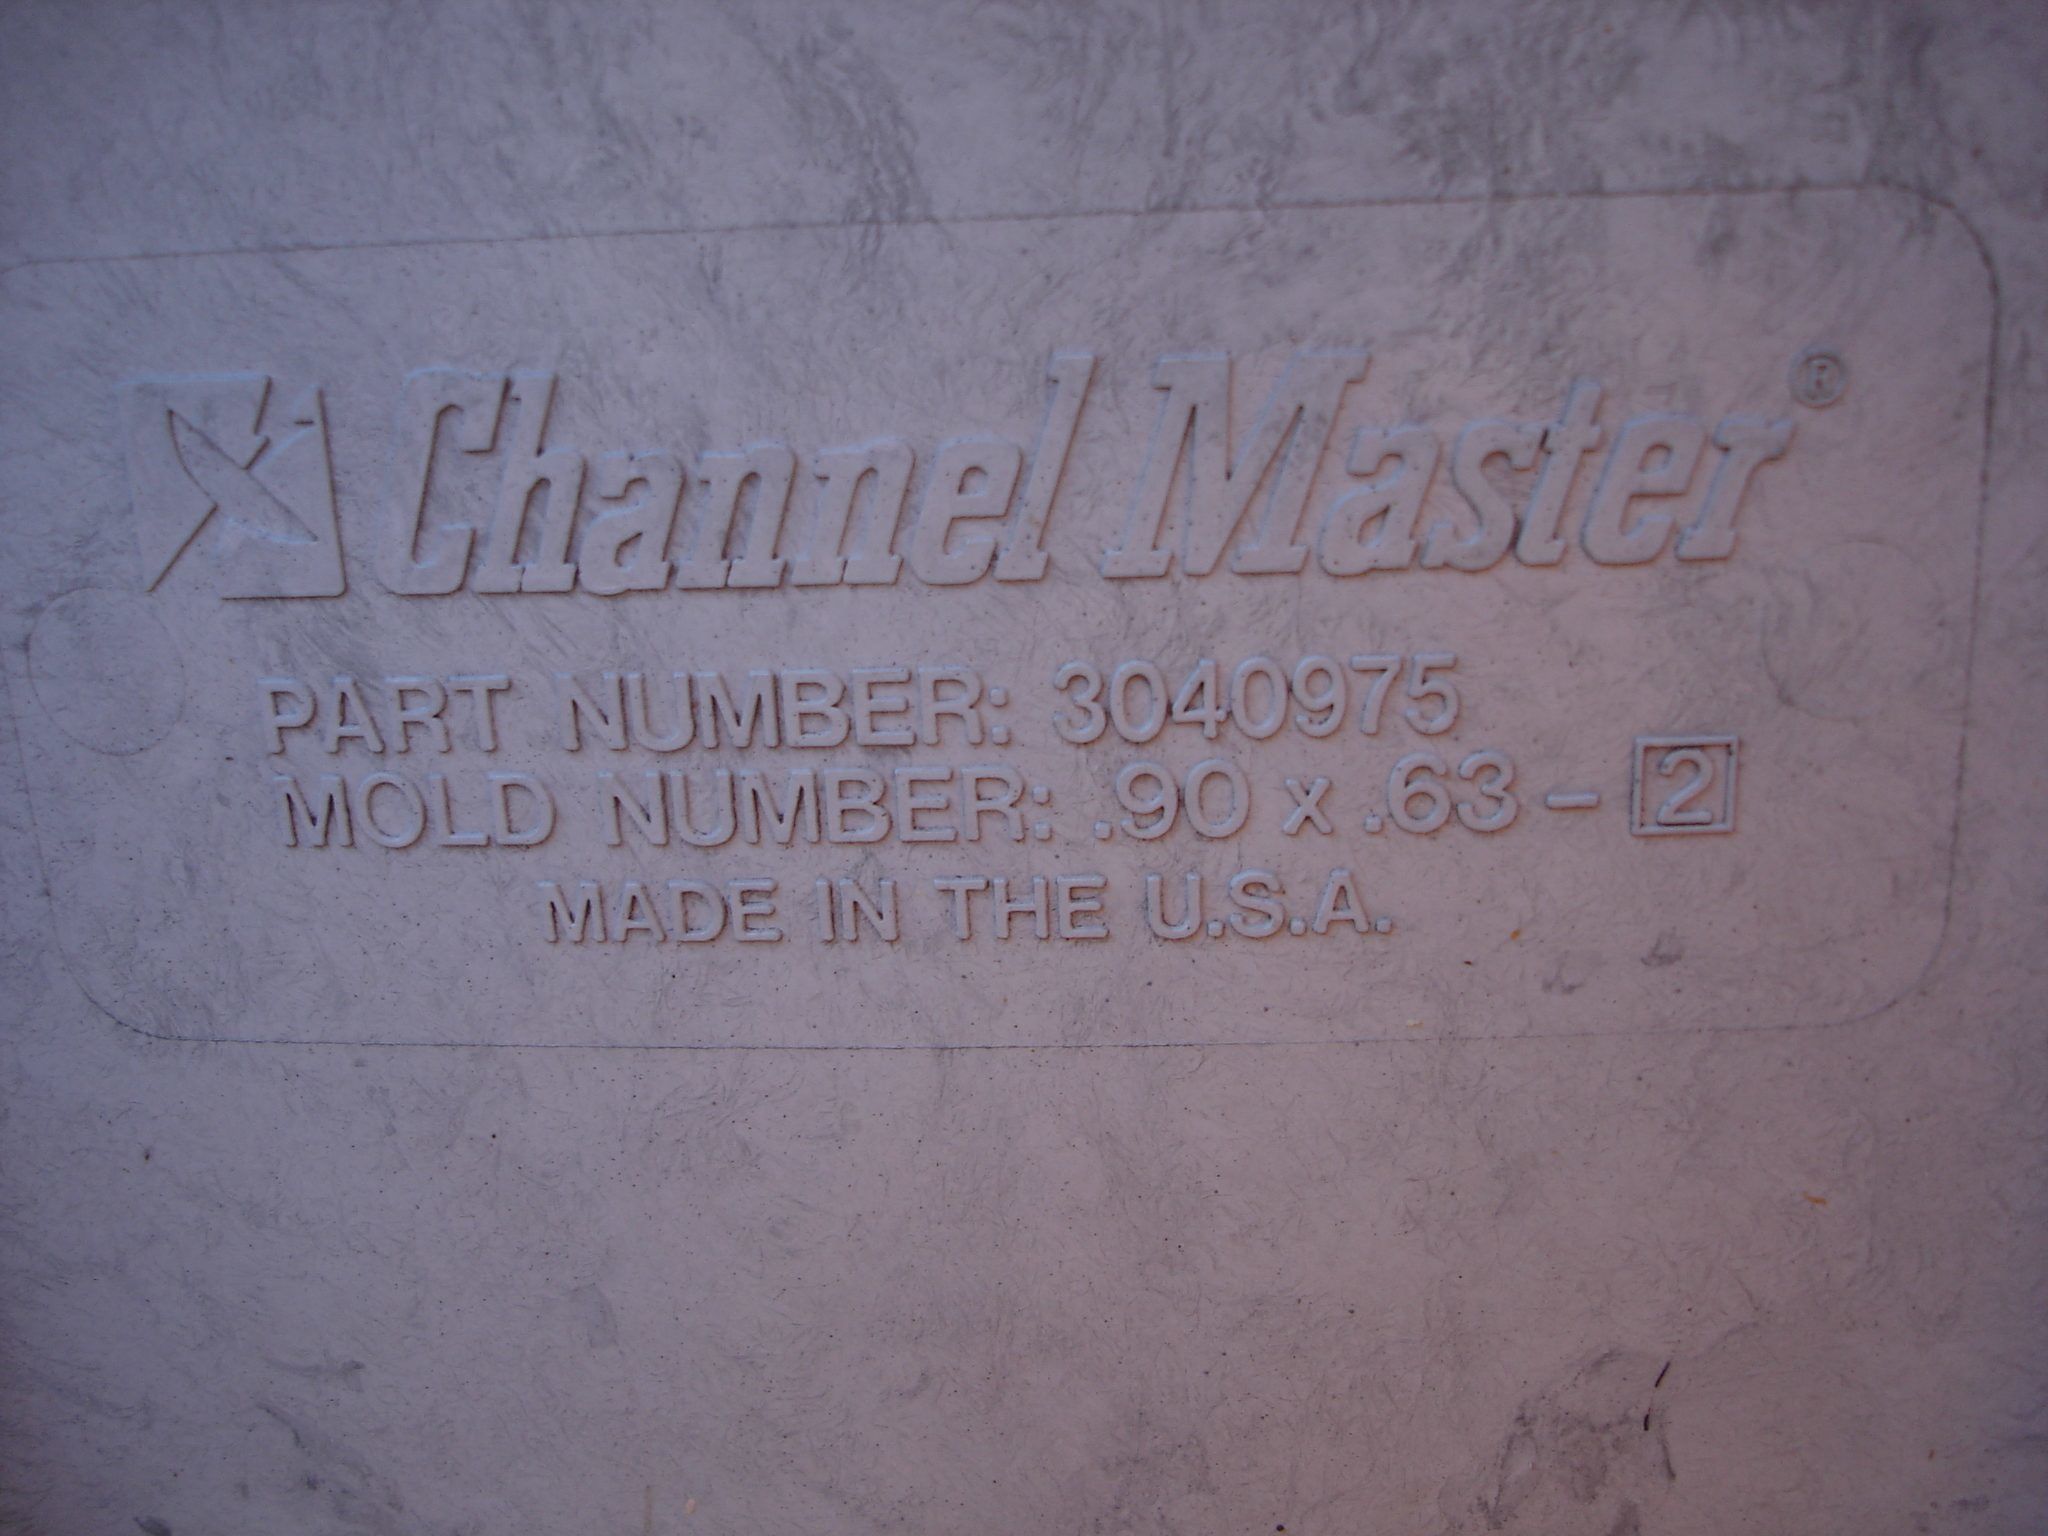 Channel Master ®
PART NUMBER: 3040975
MOLD NUMBER: .90 x .63 - 2
MADE IN THE U.S.A.